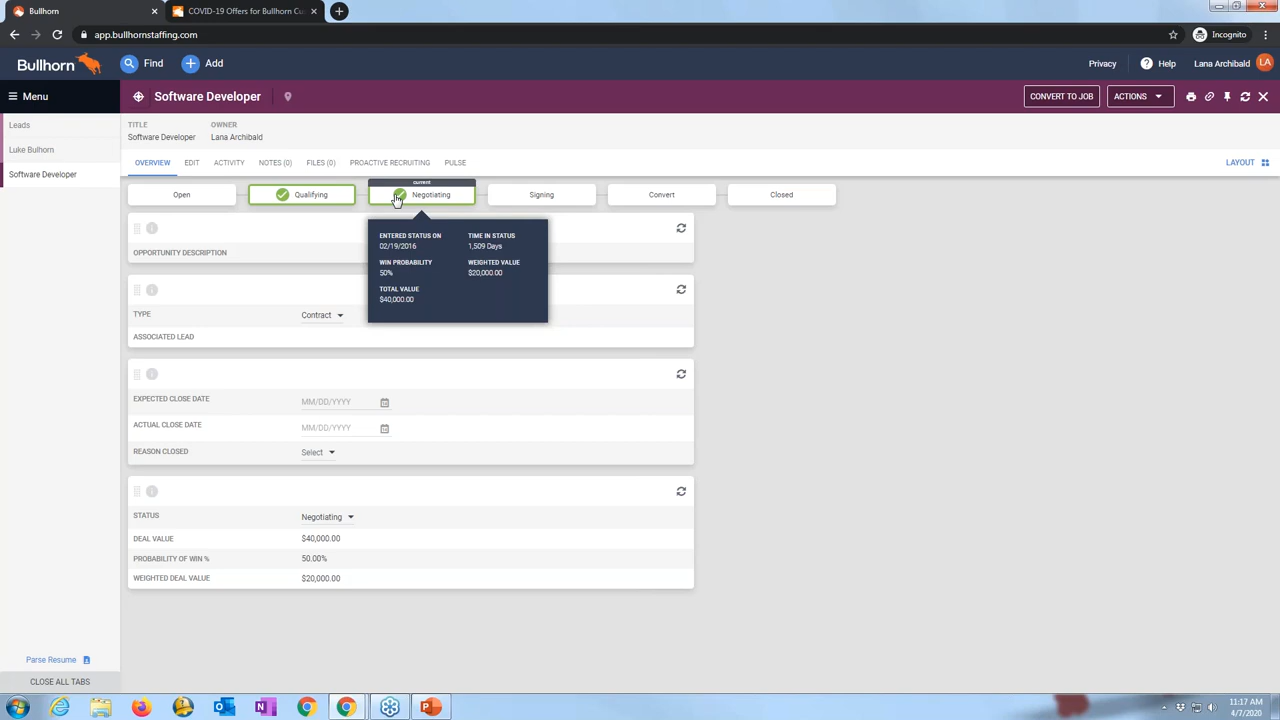 Bullhorn
COVID-19 Offers for Bullhorn Cu
app.bullhornstaffing.com
Incognito
Bullhorn
Find
Add
Privacy
Help
Lana Archibald
LA
Menu
Software Developer
CONVERT TO JOB
ACTIONS
Leads
Luke Bullhorn
Software Developer
TITLE
OWNER
Software Developer
Lana Archibald
OVERVIEW
EDIT
ACTIVITY
NOTES (0)
FILES (0)
PROACTIVE RECRUITING
PULSE
LAYOUT
current
Open
Qualifying
Negotiating
Signing
Convert
Closed
ENTERED STATUS ON
TIME IN STATUS
02/19/2016
1,509 Days
WIN PROBABILITY
WEIGHTED VALUE
50%
$20,000.00
TOTAL VALUE
$40,000.00
OPPORTUNITY DESCRIPTION
TYPE
Contract
ASSOCIATED LEAD
EXPECTED CLOSE DATE
MM/DD/YYYY
ACTUAL CLOSE DATE
MM/DD/YYYY
REASON CLOSED
Select
STATUS
Negotiating
DEAL VALUE
$40,000.00
PROBABILITY OF WIN %
50.00%
WEIGHTED DEAL VALUE
$20,000.00
Parse Resume
CLOSE ALL TABS
11:17 AM
4/7/2020